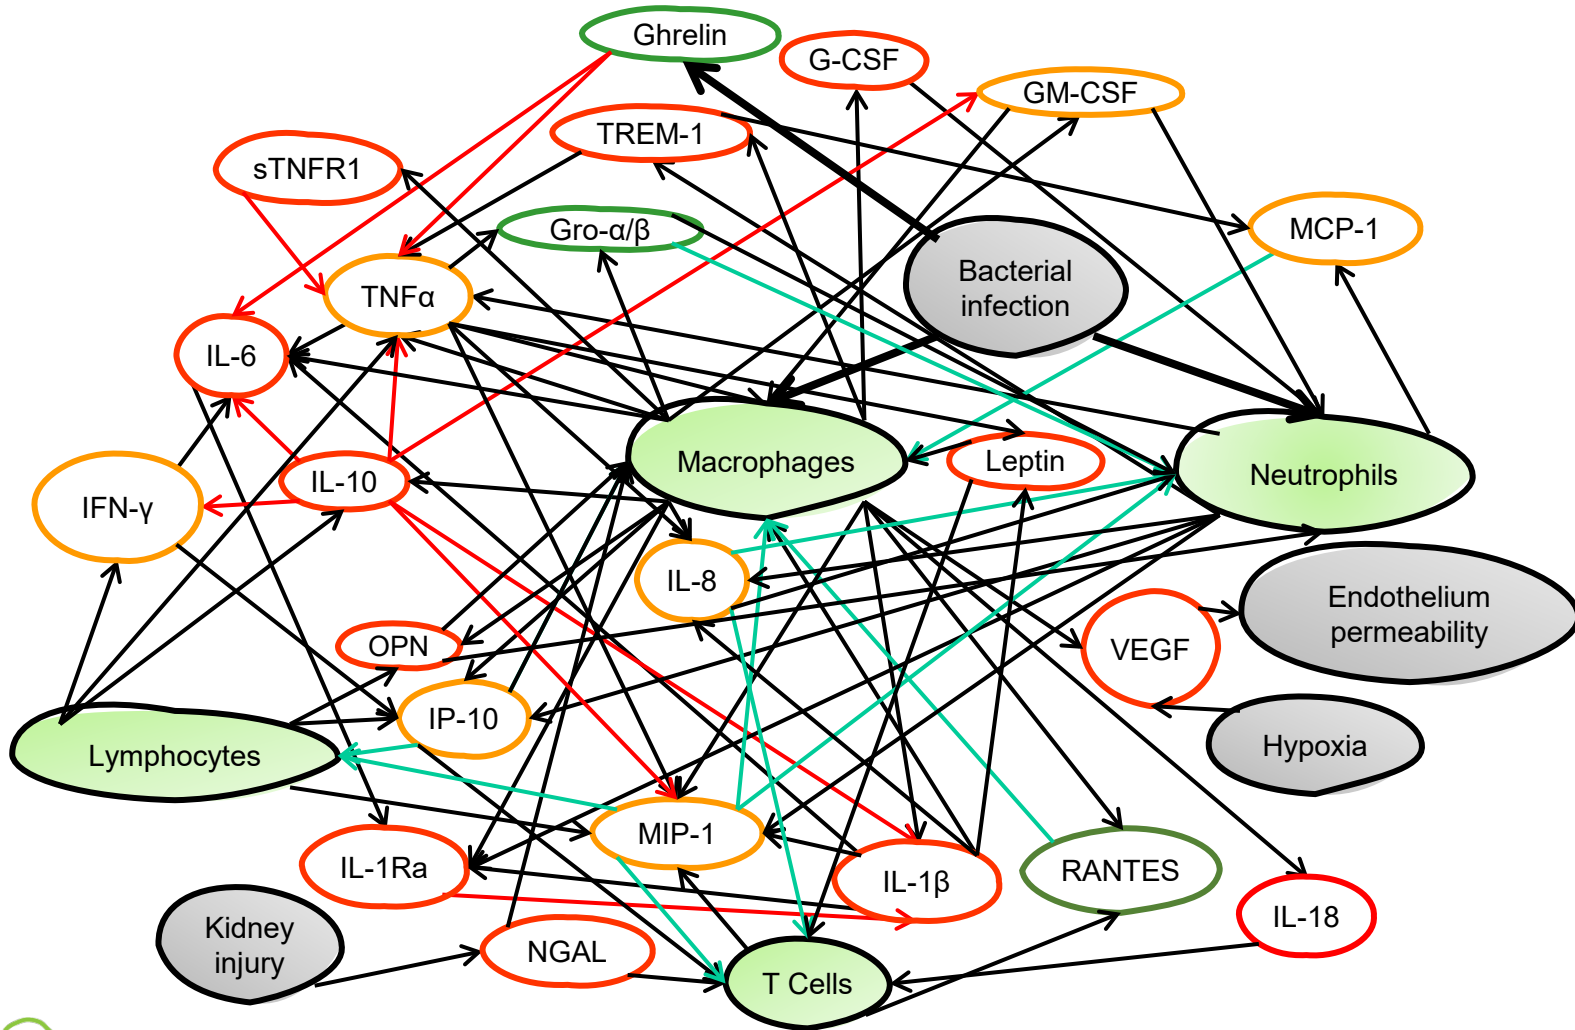 Ghrelin
G-CSF
GM-CSF
TREM-1
sTNFR1
Gro-α/β
MCP-1
Bacterial
infection
TNFα
IL-6
Macrophages
Leptin
Neutrophils
IL-10
IFN-γ
IL-8
Endothelium
permeability
OPN
VEGF
IP-10
Lymphocytes
Hypoxia
MIP-1
IL-1Ra
IL-1β
RANTES
IL-18
Kidney
injury
NGAL
T Cells